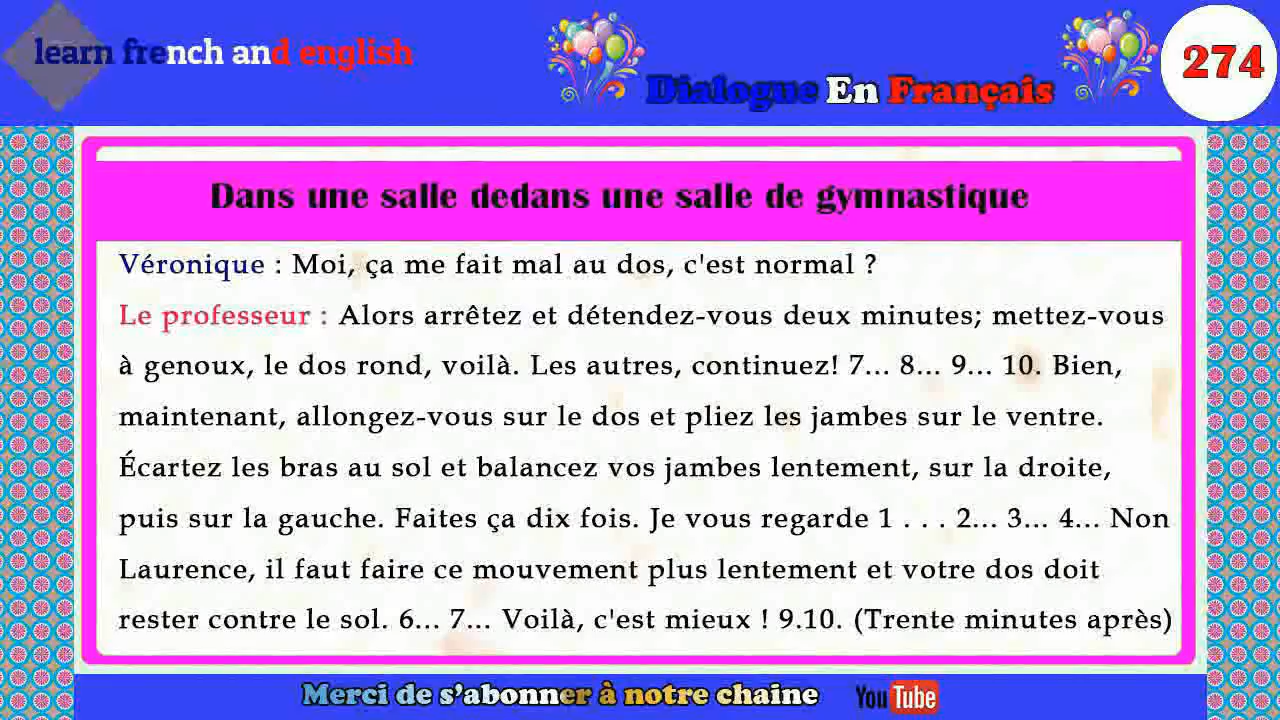 learn french and english
Dialogue En Français
274
Dans une salle dedans une salle de gymnastique
Véronique : Moi, ça me fait mal au dos, c'est normal ?
Le professeur : Alors arrêtez et détendez-vous deux minutes; mettez-vous
à genoux, le dos rond, voilà. Les autres, continuez! 7... 8... 9... 10. Bien,
maintenant, allongez-vous sur le dos et pliez les jambes sur le ventre.
Écartez les bras au sol et balancez vos jambes lentement, sur la droite,
puis sur la gauche. Faites ça dix fois. Je vous regarde 1 . . . 2... 3... 4... Non
Laurence, il faut faire ce mouvement plus lentement et votre dos doit
rester contre le sol. 6... 7... Voilà, c'est mieux ! 9.10. (Trente minutes après)
Merci de s'abonner à notre chaine
YouTube